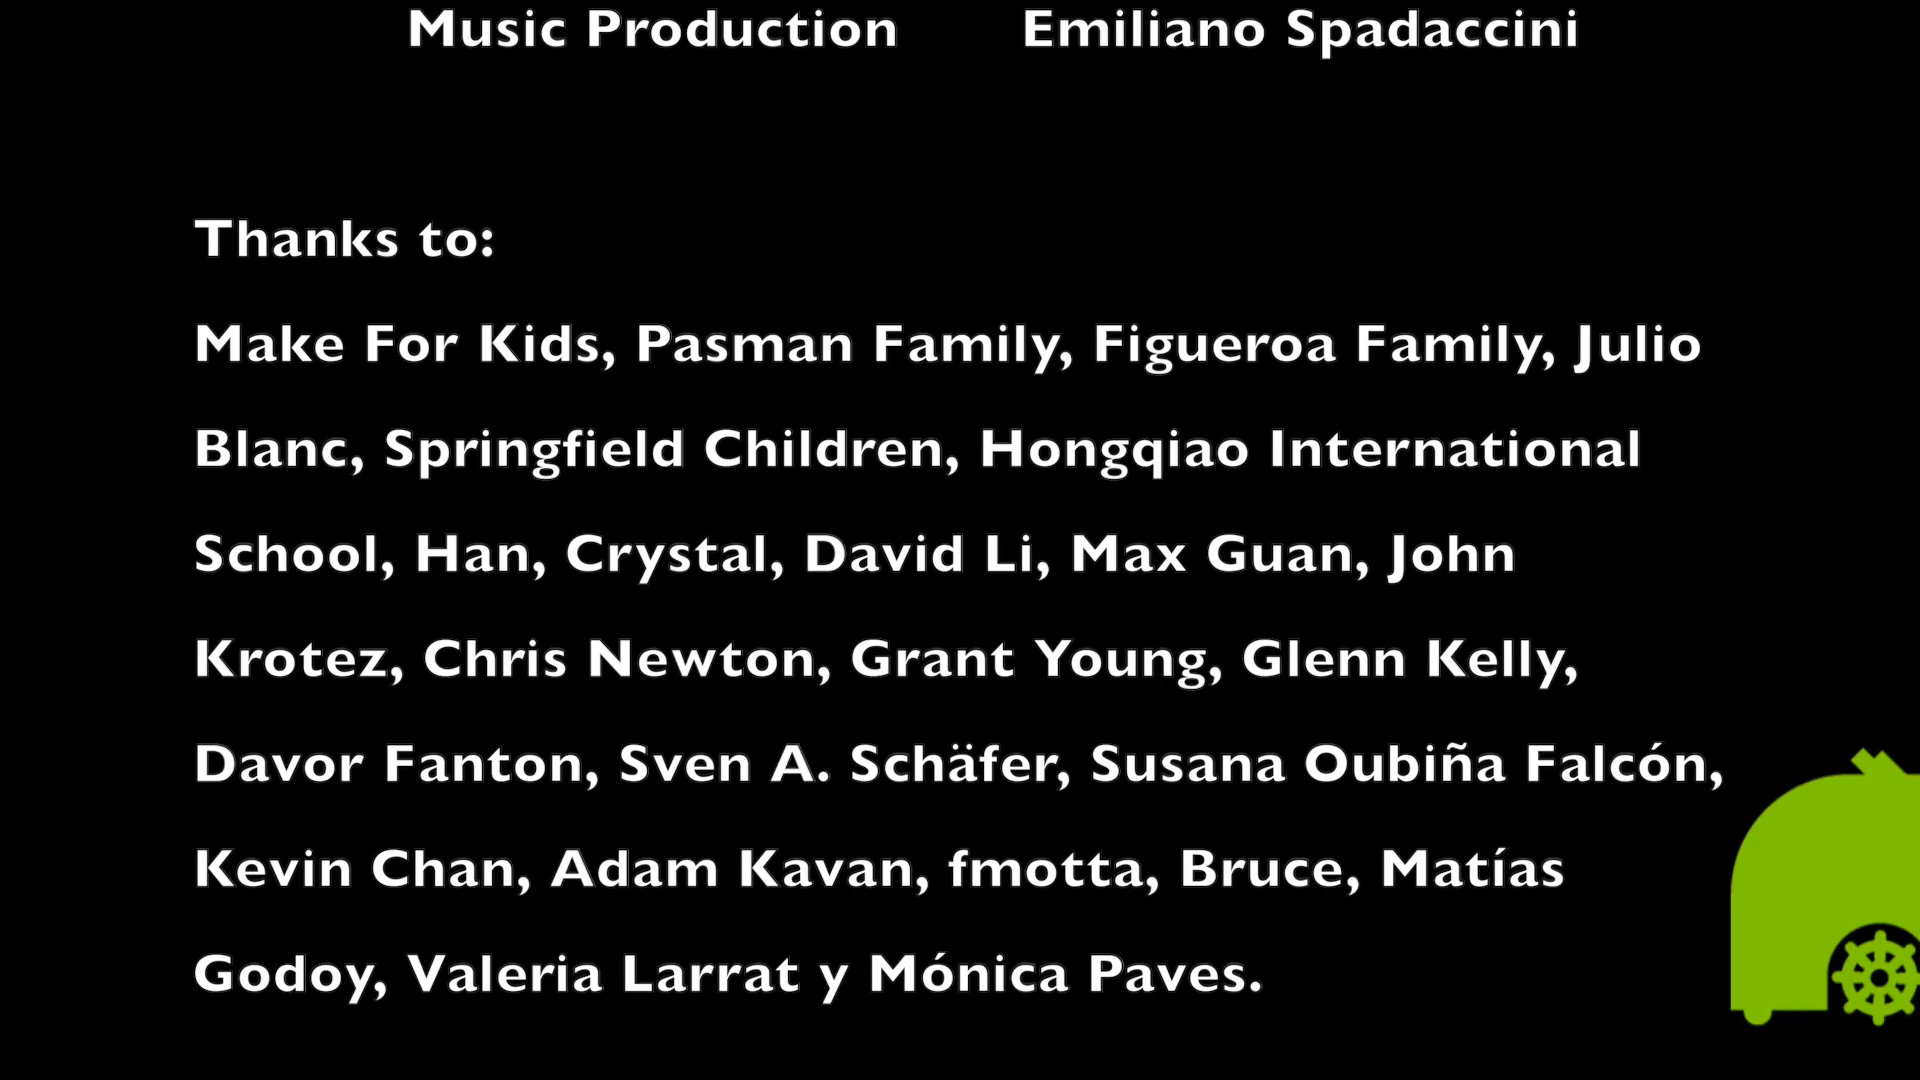 Music Production Emiliano Spadaccini
Thanks to:
Make For Kids, Pasman Family, Figueroa Family, Julio
Blanc, Springfield Children, Hongqiao International
School, Han, Crystal, David Li, Max Guan, John
Krotez, Chris Newton, Grant Young, Glenn Kelly,
Davor Fanton, Sven A. Schäfer, Susana Oubiña Falcón,
Kevin Chan, Adam Kavan, fmotta, Bruce, Matías
Godoy, Valeria Larrat y Mónica Paves.